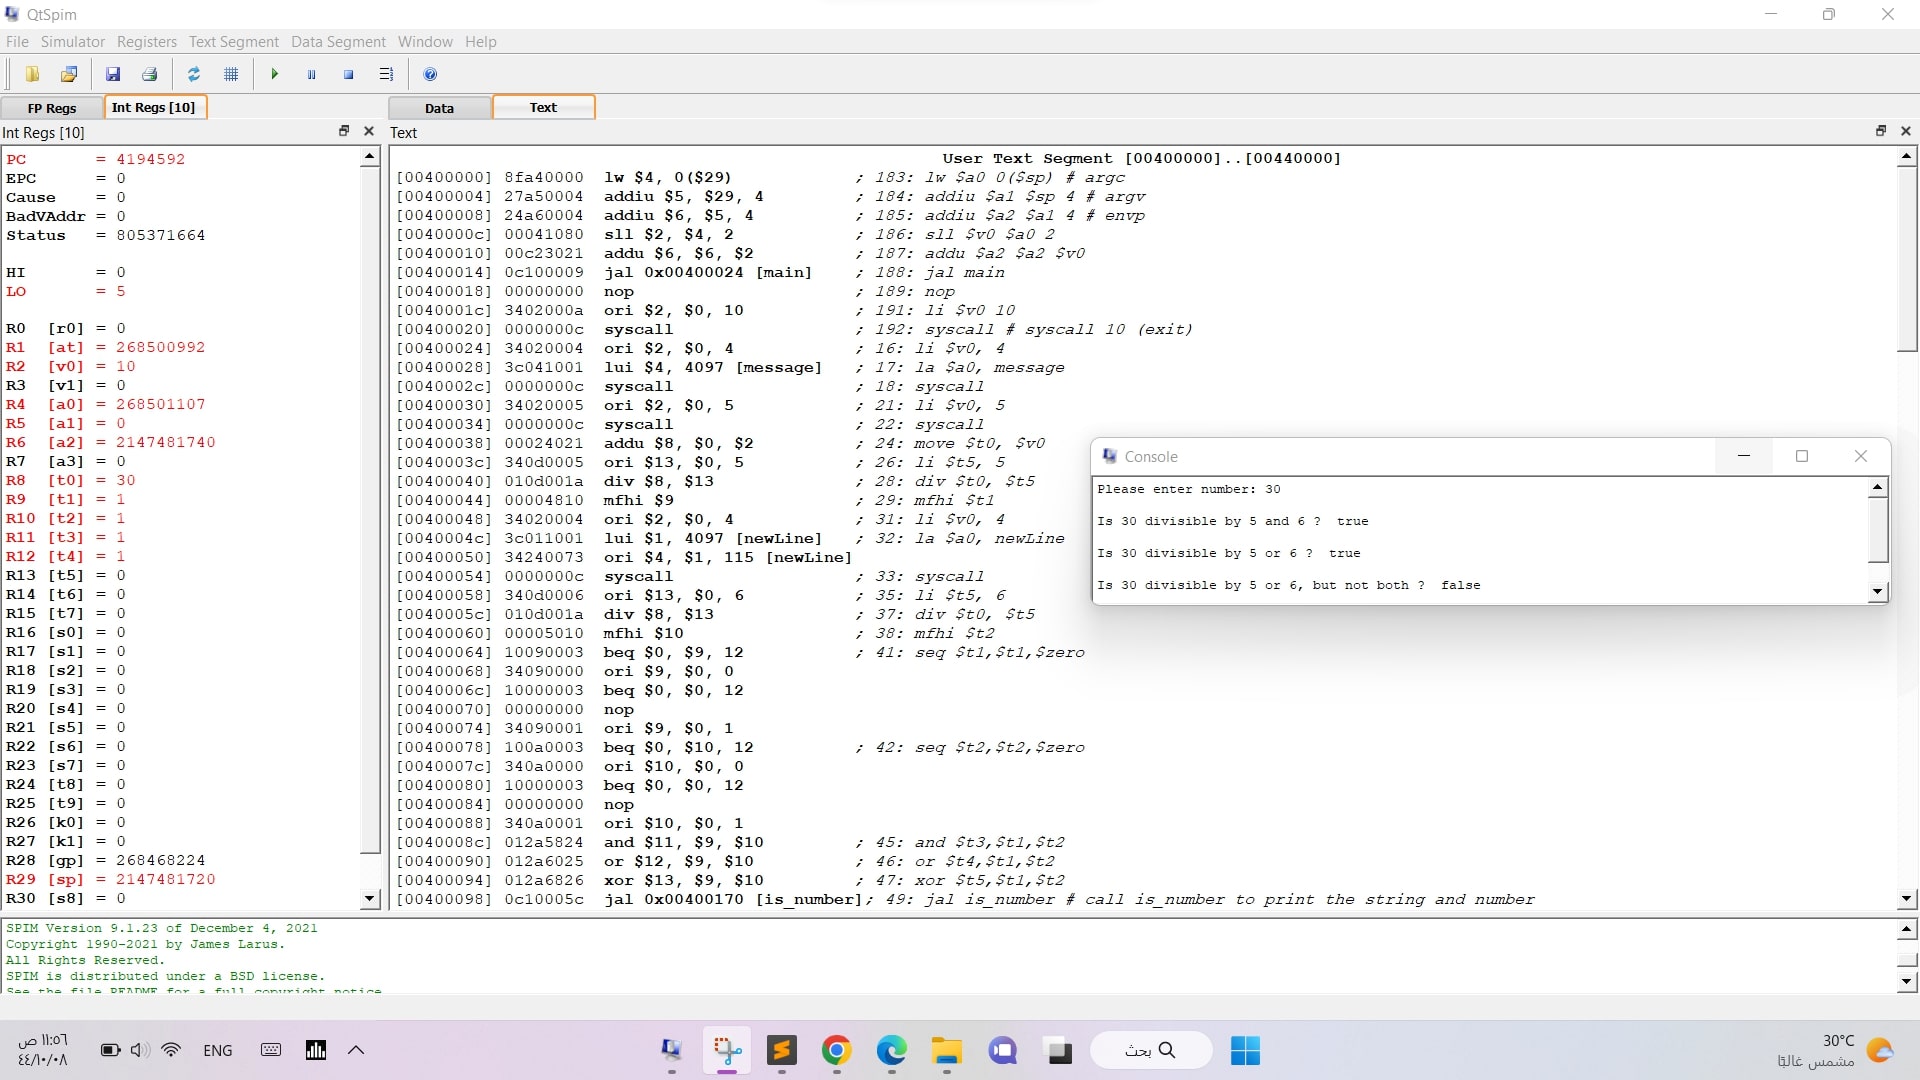 QtSpim
File Simulator Registers Text Segment Data Segment Window Help
FP Regs Int Regs [10] Data Text
Int Regs [10]
PC = 4194592
EPC = 0
Cause = 0
BadVAddr = 0
Status = 805371664
HI = 0
LO = 5
R0 [r0] = 0
R1 [at] = 268500992
R2 [v0] = 10
R3 [v1] = 0
R4 [a0] = 268501107
R5 [a1] = 0
R6 [a2] = 2147481740
R7 [a3] = 0
R8 [t0] = 30
R9 [t1] = 1
R10 [t2] = 1
R11 [t3] = 1
R12 [t4] = 1
R13 [t5] = 0
R14 [t6] = 0
R15 [t7] = 0
R16 [s0] = 0
R17 [s1] = 0
R18 [s2] = 0
R19 [s3] = 0
R20 [s4] = 0
R21 [s5] = 0
R22 [s6] = 0
R23 [s7] = 0
R24 [t8] = 0
R25 [t9] = 0
R26 [k0] = 0
R27 [k1] = 0
R28 [gp] = 268468224
R29 [sp] = 2147481720
R30 [s8] = 0
Text
User Text Segment [00400000]..[00440000]
[00400000] 8fa40000 lw $4, 0($29) ; 183: lw $a0 0($sp) # argc
[00400004] 27a50004 addiu $5, $29, 4 ; 184: addiu $a1 $sp 4 # argv
[00400008] 24a60004 addiu $6, $5, 4 ; 185: addiu $a2 $a1 4 # envp
[0040000c] 00041080 sll $2, $4, 2 ; 186: sll $v0 $a0 2
[00400010] 00c23021 addu $6, $6, $2 ; 187: addu $a2 $a2 $v0
[00400014] 0c100009 jal 0x00400024 [main] ; 188: jal main
[00400018] 00000000 nop ; 189: nop
[0040001c] 3402000a ori $2, $0, 10 ; 191: li $v0 10
[00400020] 0000000c syscall ; 192: syscall # syscall 10 (exit)
[00400024] 34020004 ori $2, $0, 4 ; 16: li $v0, 4
[00400028] 3c041001 lui $4, 4097 [message] ; 17: la $a0, message
[0040002c] 0000000c syscall ; 18: syscall
[00400030] 34020005 ori $2, $0, 5 ; 21: li $v0, 5
[00400034] 0000000c syscall ; 22: syscall
[00400038] 00024021 addu $8, $0, $2 ; 24: move $t0, $v0
[0040003c] 340d0005 ori $13, $0, 5 ; 26: li $t5, 5
[00400040] 010d001a div $8, $13 ; 28: div $t0, $t5
[00400044] 00004810 mfhi $9 ; 29: mfhi $t1
[00400048] 34020004 ori $2, $0, 4 ; 31: li $v0, 4
[0040004c] 3c011001 lui $1, 4097 [newLine] ; 32: la $a0, newLine
[00400050] 34240073 ori $4, $1, 115 [newLine]
[00400054] 0000000c syscall ; 33: syscall
[00400058] 340d0006 ori $13, $0, 6 ; 35: li $t5, 6
[0040005c] 010d001a div $8, $13 ; 37: div $t0, $t5
[00400060] 00005010 mfhi $10 ; 38: mfhi $t2
[00400064] 10090003 beq $0, $9, 12 ; 41: seq $t1,$t1,$zero
[00400068] 34090000 ori $9, $0, 0
[0040006c] 10000003 beq $0, $0, 12
[00400070] 00000000 nop
[00400074] 34090001 ori $9, $0, 1
[00400078] 100a0003 beq $0, $10, 12 ; 42: seq $t2,$t2,$zero
[0040007c] 340a0000 ori $10, $0, 0
[00400080] 10000003 beq $0, $0, 12
[00400084] 00000000 nop
[00400088] 340a0001 ori $10, $0, 1
[0040008c] 012a5824 and $11, $9, $10 ; 45: and $t3,$t1,$t2
[00400090] 012a6025 or $12, $9, $10 ; 46: or $t4,$t1,$t2
[00400094] 012a6826 xor $13, $9, $10 ; 47: xor $t5,$t1,$t2
[00400098] 0c10005c jal 0x00400170 [is_number]; 49: jal is_number # call is_number to print the string and number
Console
Please enter number: 30
Is 30 divisible by 5 and 6 ? true
Is 30 divisible by 5 or 6 ? true
Is 30 divisible by 5 or 6, but not both ? false
SPIM Version 9.1.23 of December 4, 2021
Copyright 1990-2021 by James Larus.
All Rights Reserved.
SPIM is distributed under a BSD license.
See the file README for a full copyright notice
١١:٥٦ ص
٤٤/١٠/٠٨
ENG
بحث
30°C
مشمس غالبًا